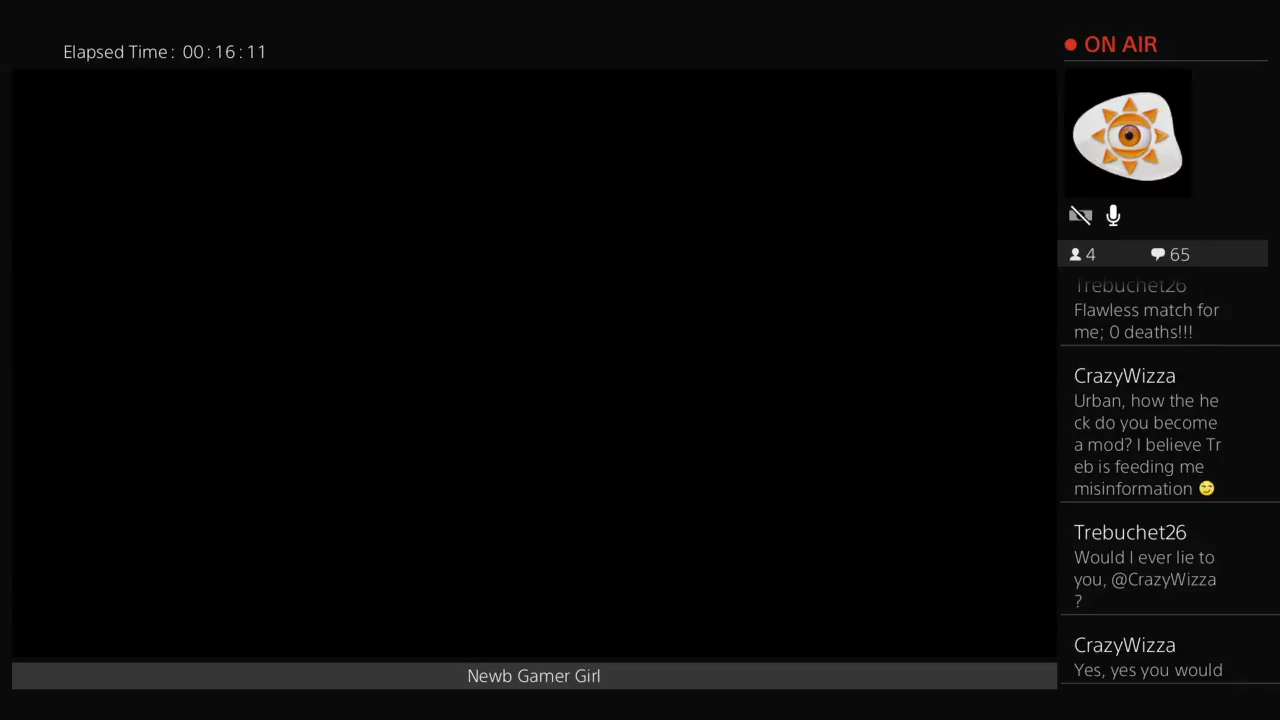 Elapsed Time: 00:16:11
ON AIR
4 65
Trebuchet26
Flawless match for
me; 0 deaths!!!
CrazyWizza
Urban, how the he
ck do you become
a mod? I believe Tr
eb is feeding me
misinformation 😏
Trebuchet26
Would I ever lie to
you, @CrazyWizza
?
CrazyWizza
Yes, yes you would
Newb Gamer Girl